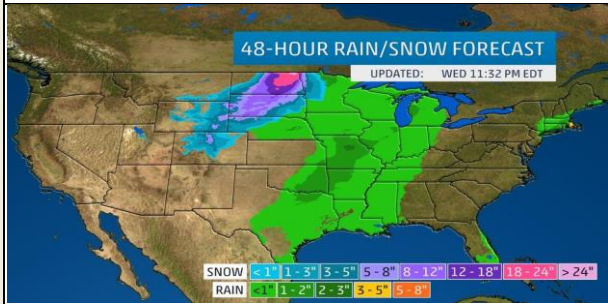 48-HOUR RAIN/SNOW FORECAST
UPDATED: WED 11:32 PM EDT
SNOW <1" 1 - 3" 3 - 5" 5 - 8" 8 - 12" 12 - 18" 18 - 24" > 24"
RAIN <1" 1 - 2" 2 - 3" 3 - 5" 5 - 8"